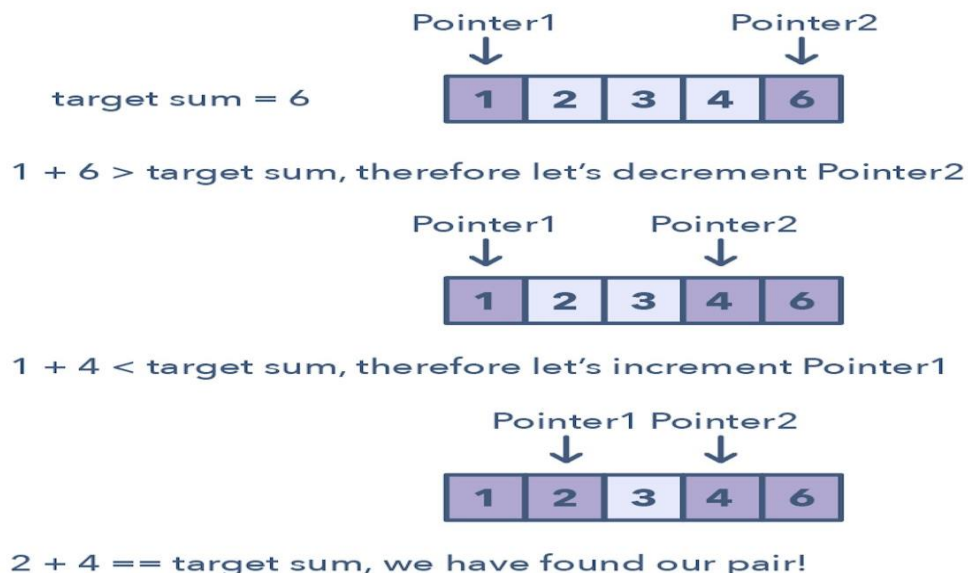 Pointer1 Pointer2
target sum = 6
1 2 3 4 6
1 + 6 > target sum, therefore let's decrement Pointer2
Pointer1 Pointer2
1 2 3 4 6
1 + 4 < target sum, therefore let's increment Pointer1
Pointer1 Pointer2
1 2 3 4 6
2 + 4 == target sum, we have found our pair!